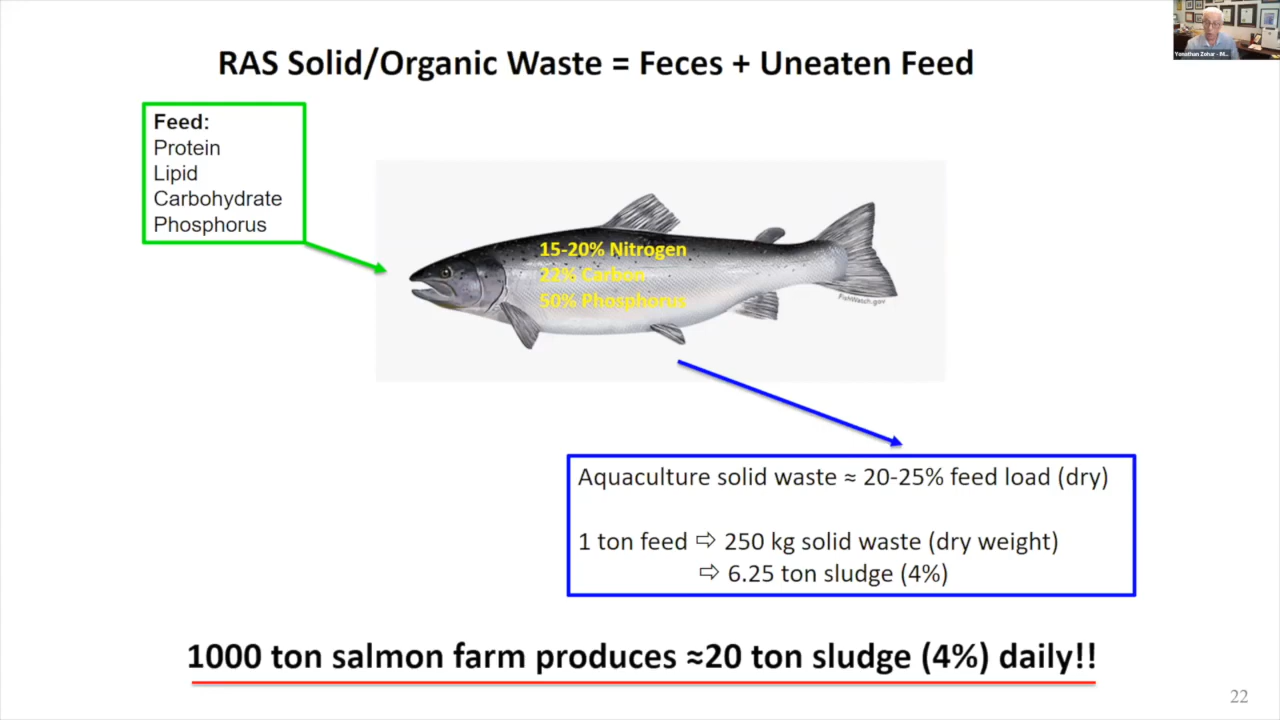 RAS Solid/Organic Waste = Feces + Uneaten Feed
Feed:
Protein
Lipid
Carbohydrate
Phosphorus
15-20% Nitrogen
22% Carbon
50% Phosphorus
FishWatch.gov
Aquaculture solid waste ≈ 20-25% feed load (dry)
1 ton feed ⇨ 250 kg solid waste (dry weight)
⇨ 6.25 ton sludge (4%)
1000 ton salmon farm produces ≈20 ton sludge (4%) daily!!
22
Yonathan Zohar - M...